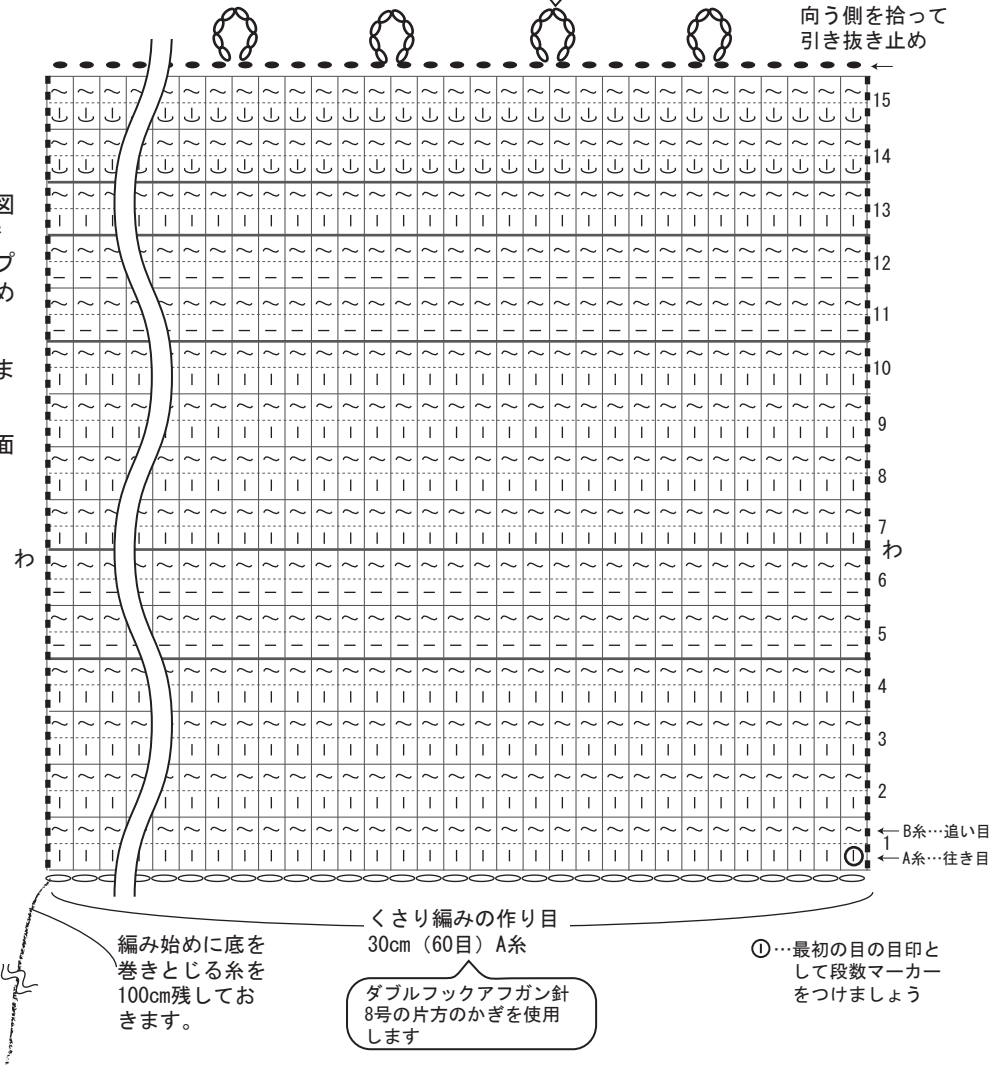 向う側を拾って
引き抜き止め
15
14
13
12
11
10
9
8
7
6
5
4
3
2
1
図
プ
め
ま
面
わ
わ
B糸…追い目
A糸…往き目
くさり編みの作り目
30cm（60目）A糸
ダブルフックアフガン針
8号の片方のかぎを使用
します
編み始めに底を
巻きとじる糸を
100cm残してお
きます。
…最初の目の目印と
して段数マーカー
をつけましょう